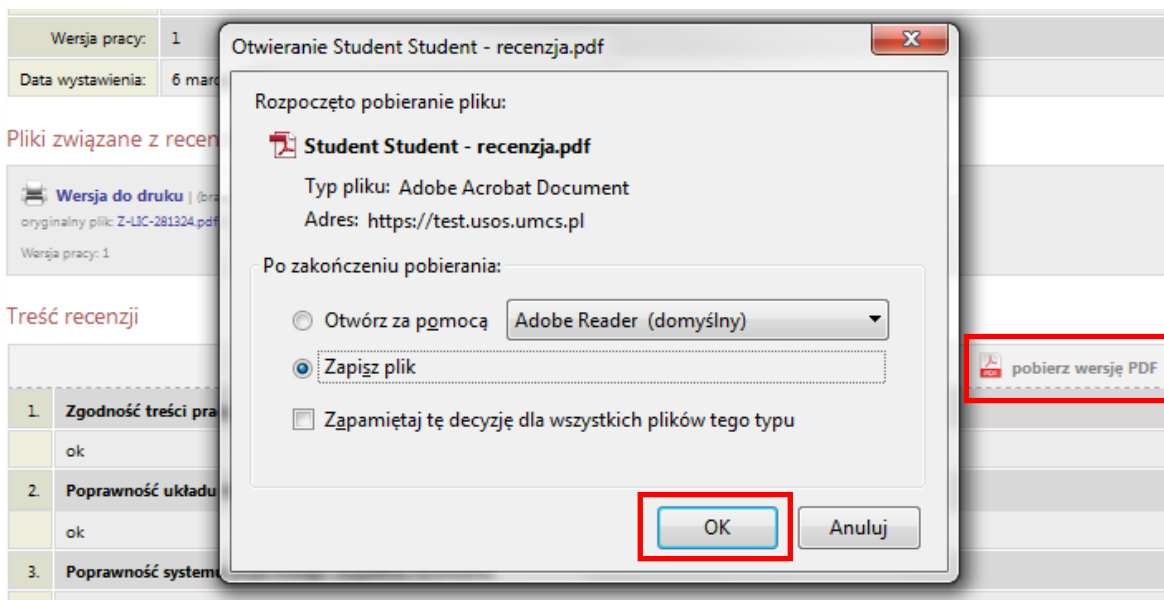 Wersja pracy: 1
Data wystawienia: 6 marc
Pliki związane z recen
Wersja do druku | (bra
oryginalny plik: Z-LIC-281324.pdf
Wersja pracy: 1
Treść recenzji
pobierz wersję PDF
1. Zgodność treści pra
ok
2. Poprawność układu
ok
3. Poprawność systemu
Otwieranie Student Student - recenzja.pdf
Rozpoczęto pobieranie pliku:
Student Student - recenzja.pdf
Typ pliku: Adobe Acrobat Document
Adres: https://test.usos.umcs.pl
Po zakończeniu pobierania:
Otwórz za pomocą Adobe Reader (domyślny)
Zapisz plik
Zapamiętaj tę decyzję dla wszystkich plików tego typu
OK Anuluj